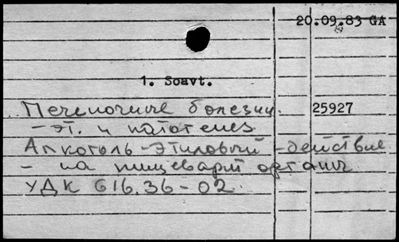 20.09.83 GA
1. Soavt.
Печеночные болезни. 25927
- эт. и патогенез
Алкоголь - этиловый - действие
- на пищеварит органы
УДК 616.36-02.